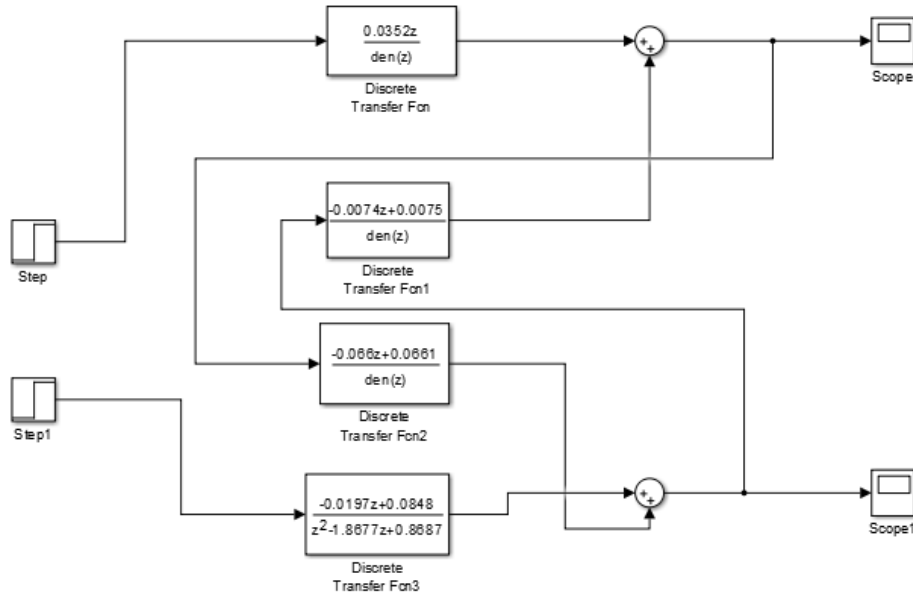 0.0352z
den(z)
Discrete
Transfer Fcn
+
+
Scope
-0.0074z+0.0075
den(z)
Discrete
Transfer Fcn1
Step
-0.066z+0.0661
den(z)
Discrete
Transfer Fcn2
Step1
-0.0197z+0.0848
z²-1.8677z+0.8687
Discrete
Transfer Fcn3
+
+
Scope1